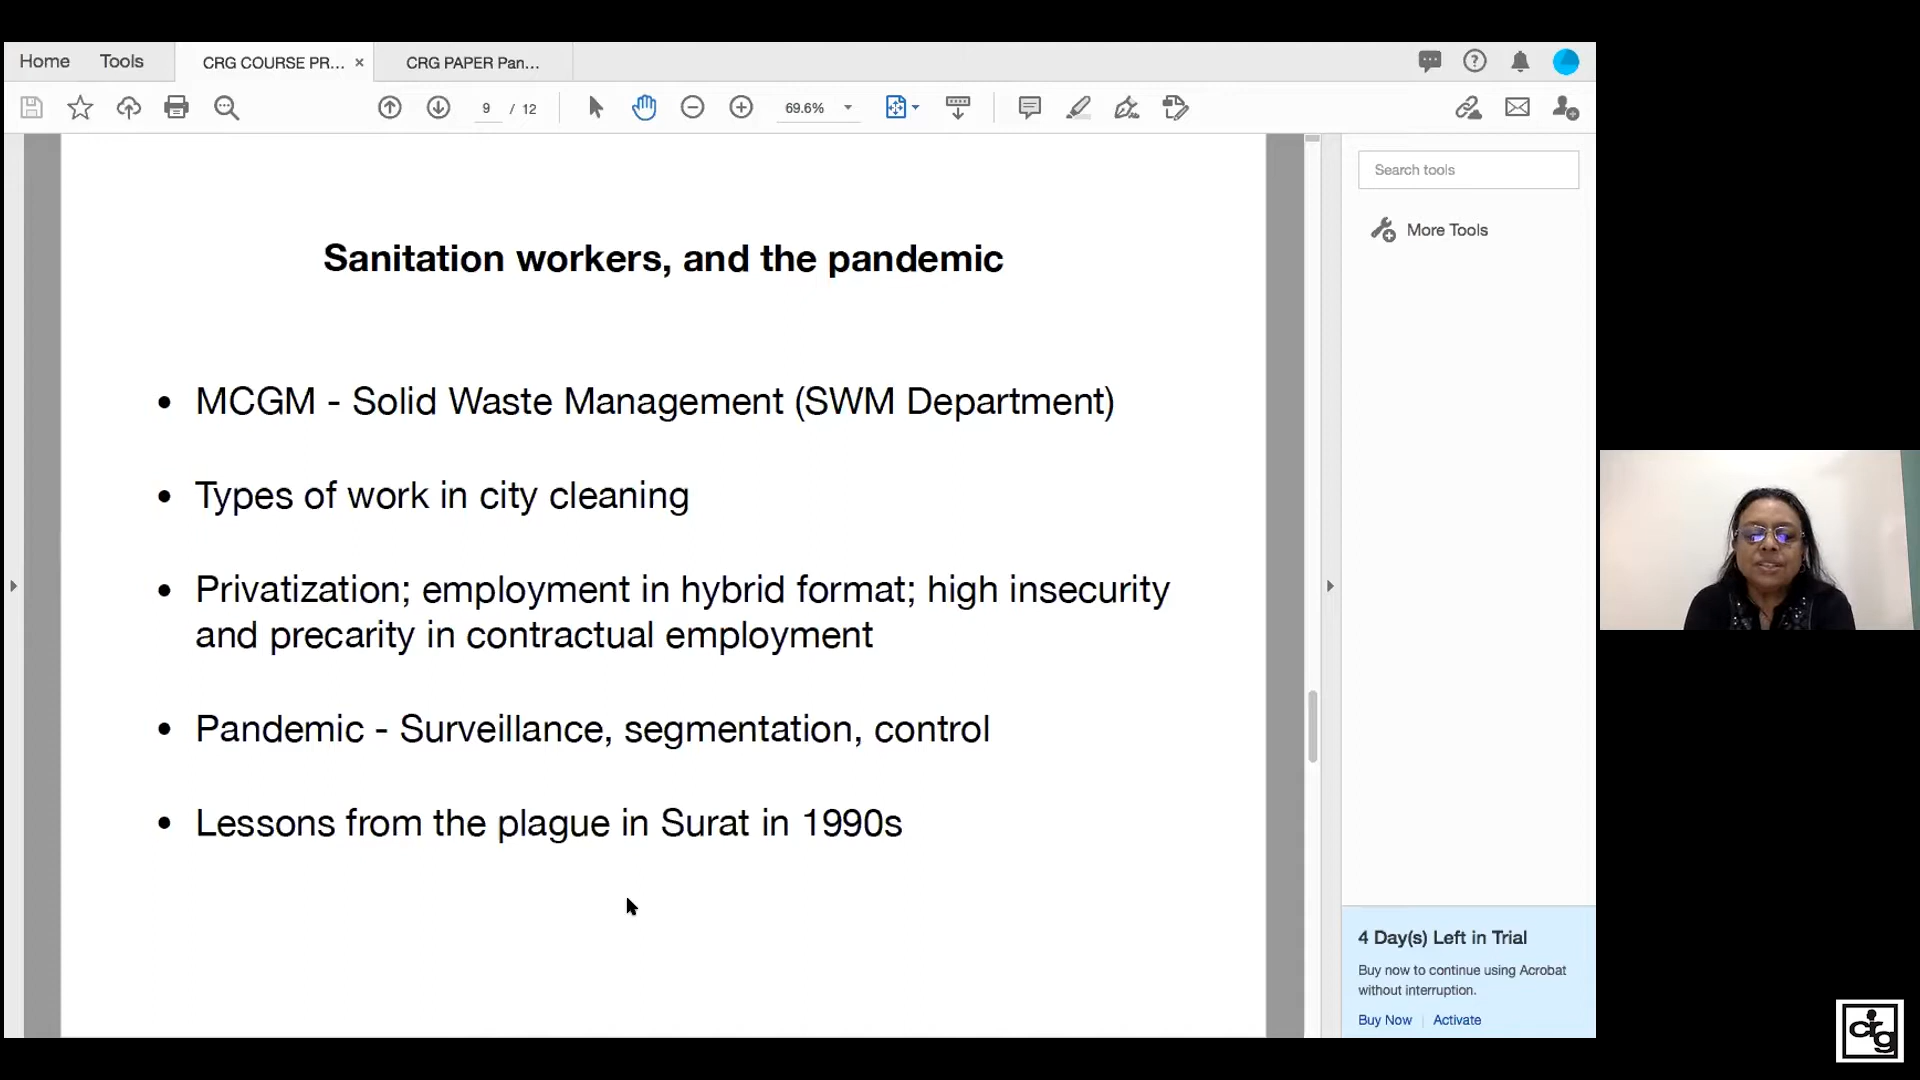 Home Tools CRG COURSE PR... × CRG PAPER Pan...
9 / 12 69.6%
Search tools
More Tools
Sanitation workers, and the pandemic
• MCGM - Solid Waste Management (SWM Department)
• Types of work in city cleaning
• Privatization; employment in hybrid format; high insecurity
and precarity in contractual employment
• Pandemic - Surveillance, segmentation, control
• Lessons from the plague in Surat in 1990s
4 Day(s) Left in Trial
Buy now to continue using Acrobat
without interruption.
Buy Now | Activate
crg